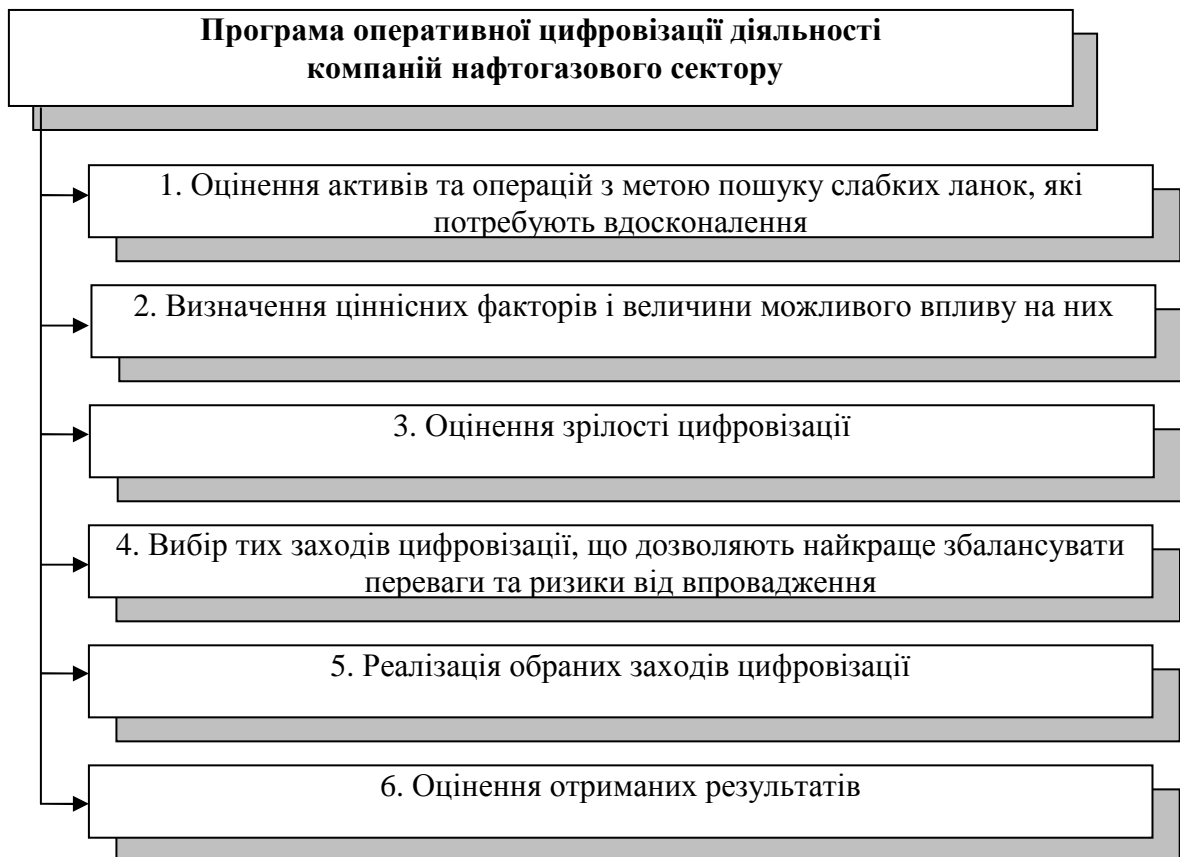 Програма оперативної цифровізації діяльності
компаній нафтогазового сектору
1. Оцінення активів та операцій з метою пошуку слабких ланок, які
потребують вдосконалення
2. Визначення ціннісних факторів і величини можливого впливу на них
3. Оцінення зрілості цифровізації
4. Вибір тих заходів цифровізації, що дозволяють найкраще збалансувати
переваги та ризики від впровадження
5. Реалізація обраних заходів цифровізації
6. Оцінення отриманих результатів